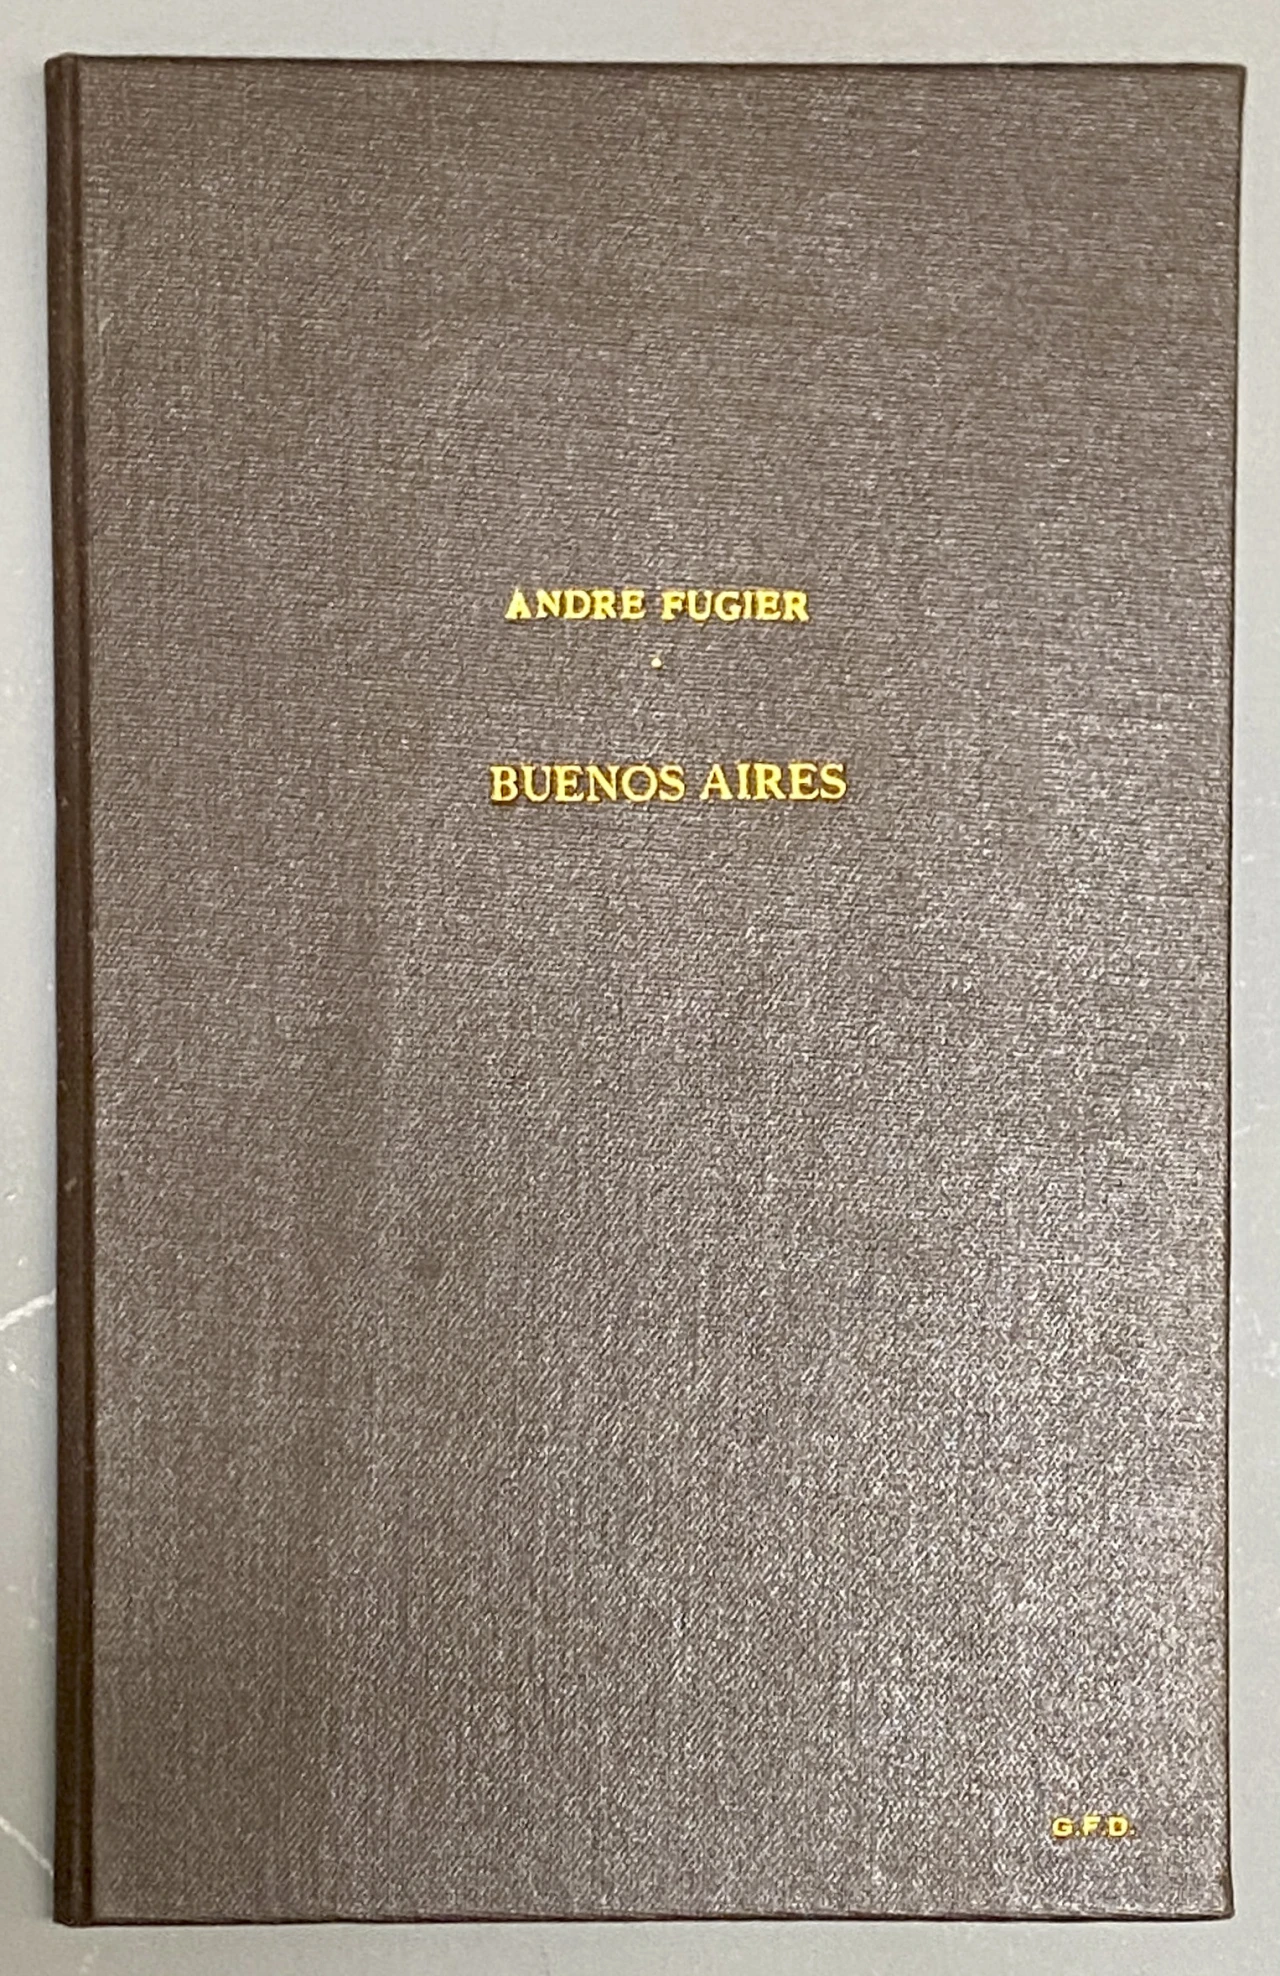 ANDRE FUGIER
.
BUENOS AIRES
G.F.D.